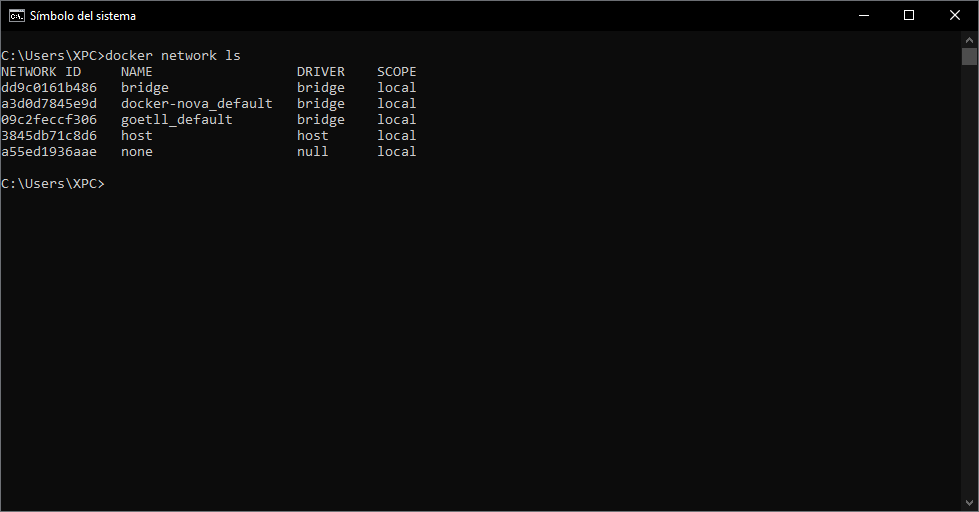 Símbolo del sistema
C:\Users\XPC>docker network ls
NETWORK ID     NAME                  DRIVER    SCOPE
dd9c0161b486   bridge                bridge    local
a3d0d7845e9d   docker-nova_default   bridge    local
09c2feccf306   goetll_default        bridge    local
3845db71c8d6   host                  host      local
a55ed1936aae   none                  null      local
C:\Users\XPC>